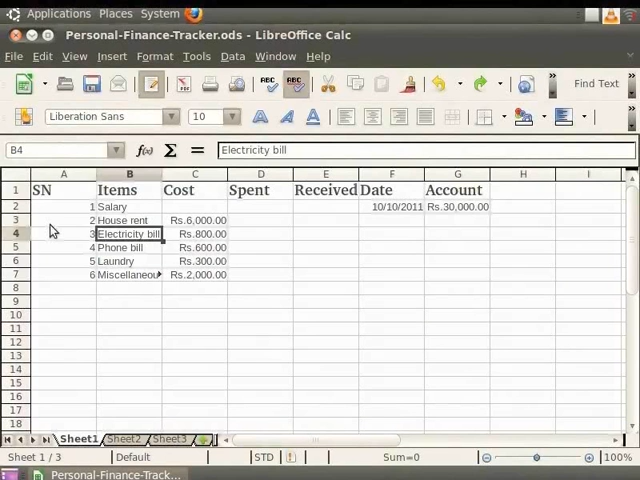 Applications Places System
Personal-Finance-Tracker.ods - LibreOffice Calc
File Edit View Insert Format Tools Data Window Help
ABC ABC Find Text
Liberation Sans 10 A A A
B4 f(x) Σ = Electricity bill
A B C D E F G H I
1 SN Items Cost Spent Received Date Account
2 1 Salary 10/10/2011 Rs.30,000.00
3 2 House rent Rs.6,000.00
4 3 Electricity bill Rs.800.00
5 4 Phone bill Rs.600.00
6 5 Laundry Rs.300.00
7 6 Miscellaneou Rs.2,000.00
8
9
10
11
12
13
14
15
16
17
18
Sheet1 Sheet2 Sheet3
Sheet 1 / 3 Default STD Sum=0 100%
Personal-Finance-Track...